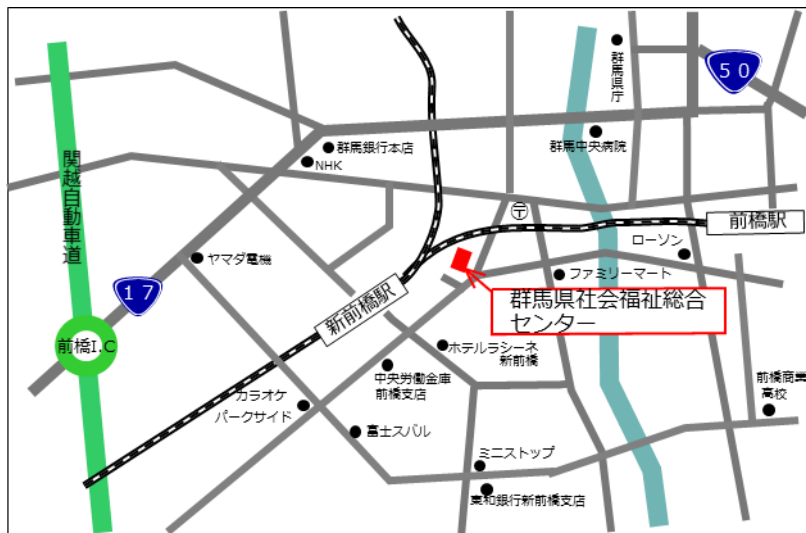 群馬県庁
50
群馬中央病院
群馬銀行本店
NHK
関越自動車道
〒
前橋駅
ローソン
ヤマダ電機
ファミリーマート
17
新前橋駅
群馬県社会福祉総合
センター
前橋I.C
ホテルラシーネ
新前橋
中央労働金庫
前橋支店
前橋商業
高校
カラオケ
パークサイド
富士スバル
ミニストップ
東和銀行新前橋支店